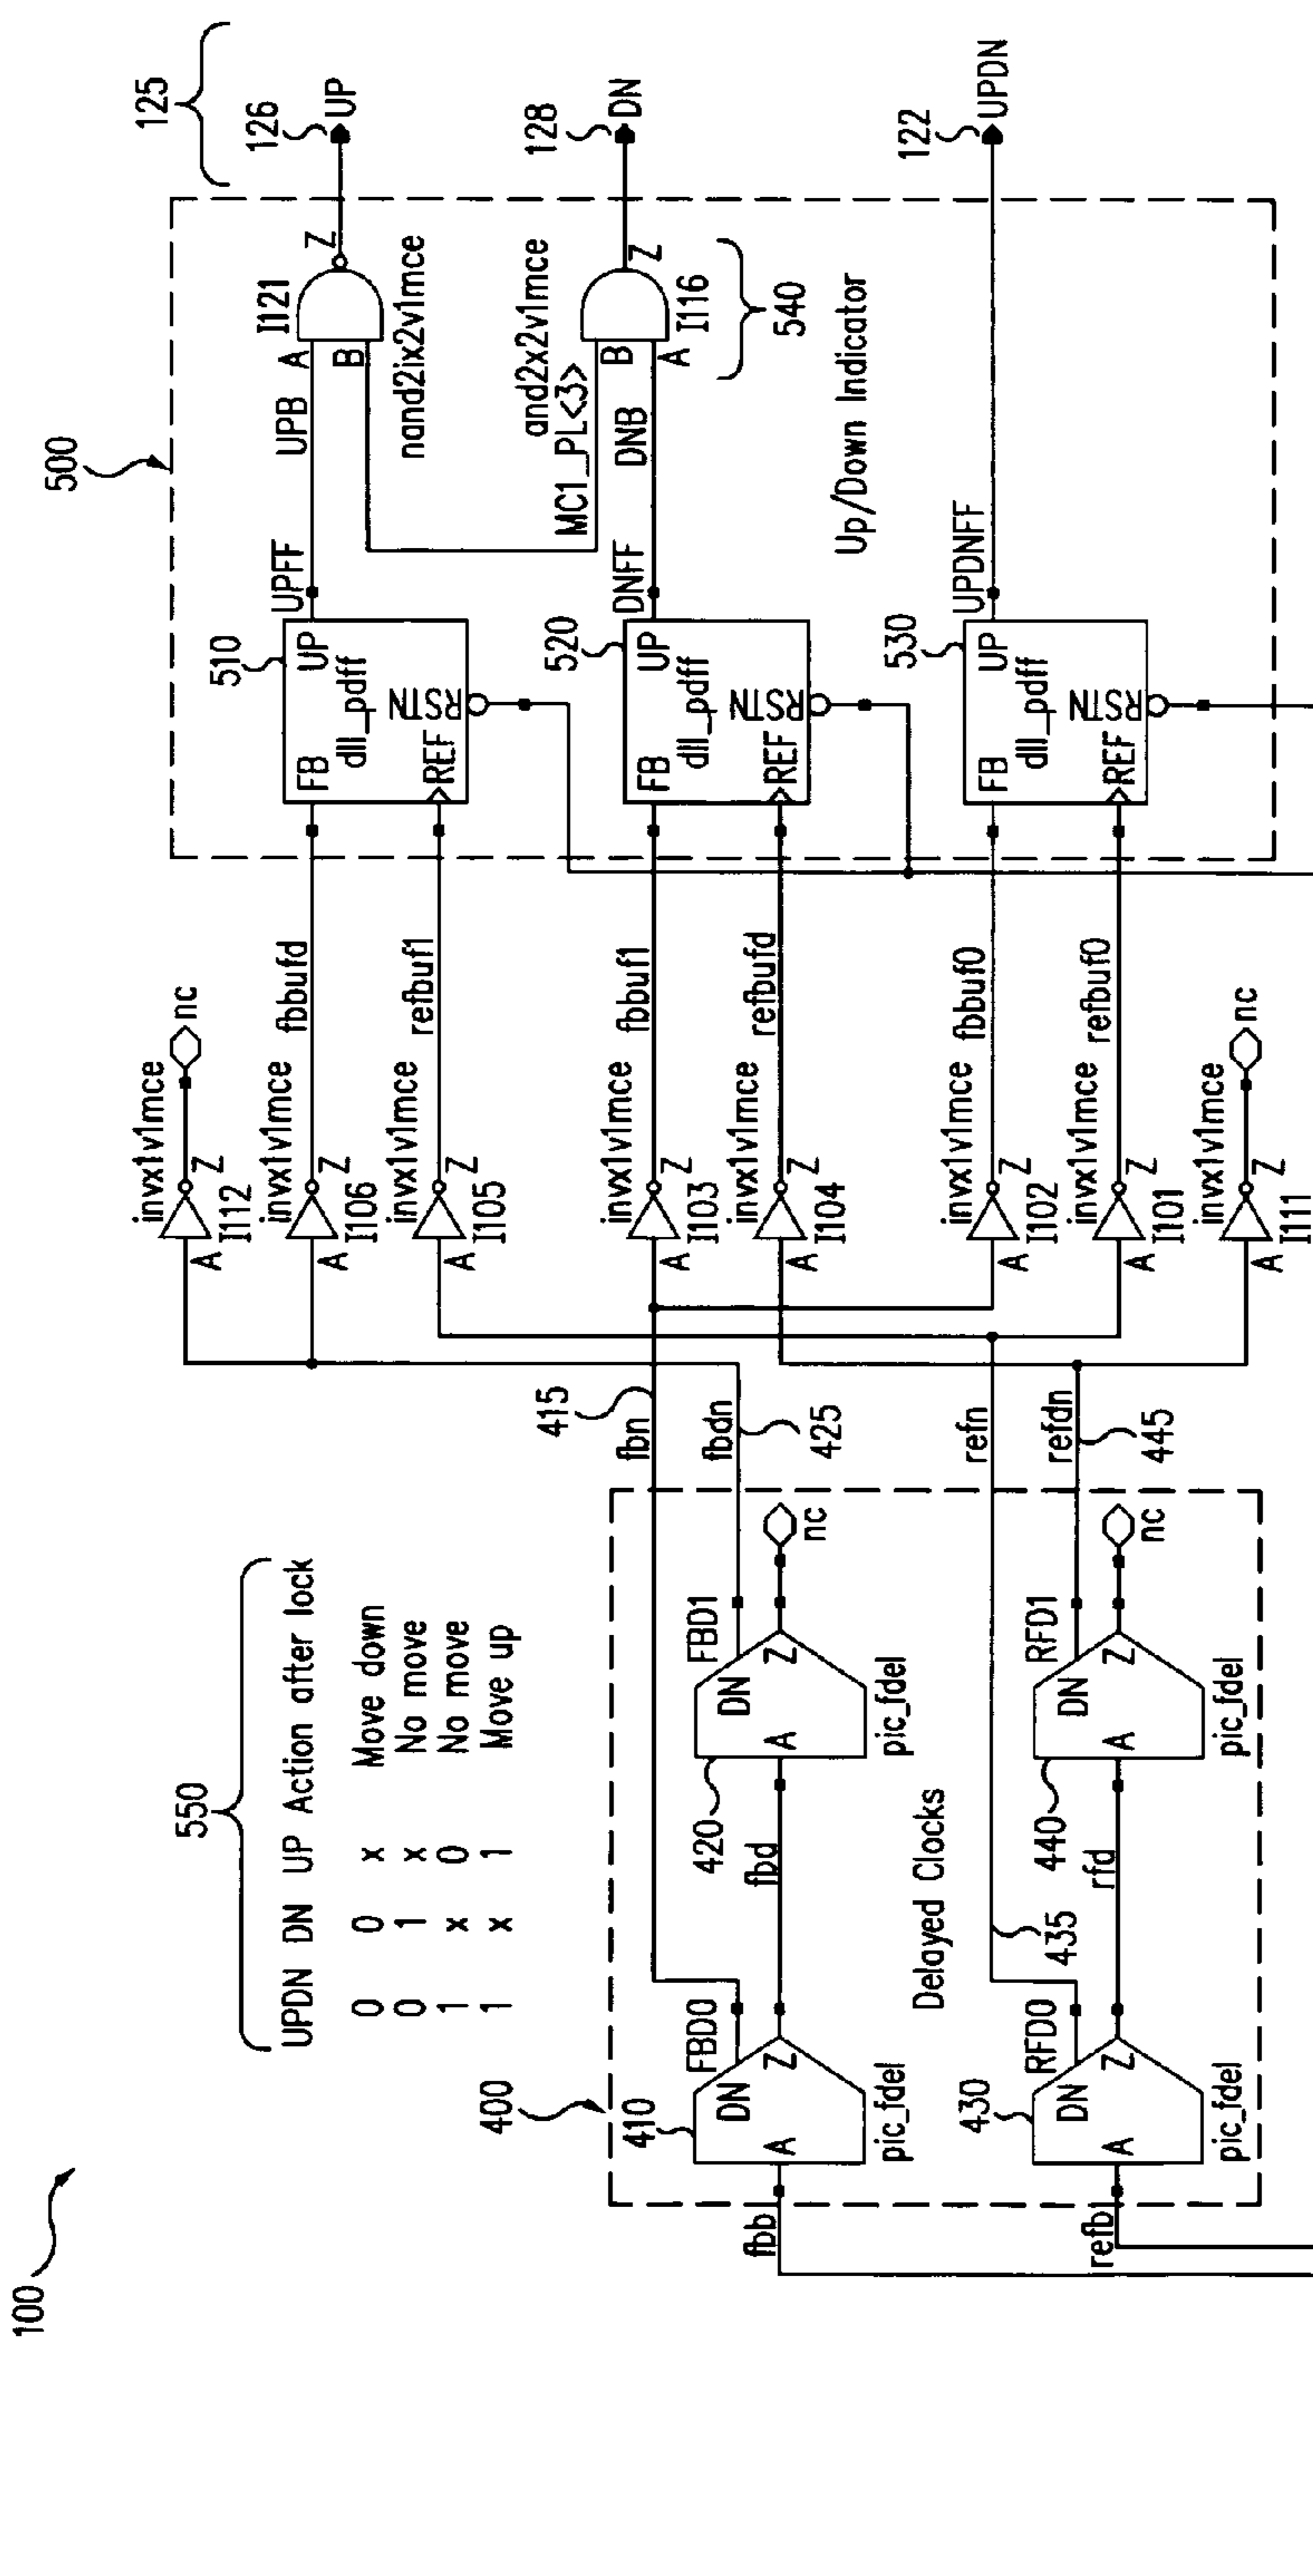 100
550
UPDN DN UP Action after lock
0 0 x Move down
0 1 x No move
1 x 0 No move
1 x 1 Move up
400
410
FBD0
DN
A
Z
pic_fdel
fbb
fbd
420
FBD1
DN
A
Z
pic_fdel
nc
Delayed Clocks
430
RFD0
DN
A
Z
pic_fdel
refb
rfd
440
RFD1
DN
A
Z
pic_fdel
nc
435
415
fbn
fbdn
425
refn
refdn
445
invx1v1mce
A
Z
I112
nc
invx1v1mce
A
Z
I106
fbbufd
invx1v1mce
A
Z
I105
refbuf1
invx1v1mce
A
Z
I103
fbbuf1
invx1v1mce
A
Z
I104
refbufd
invx1v1mce
A
Z
I102
fbbuf0
invx1v1mce
A
Z
I101
refbuf0
invx1v1mce
A
Z
I111
nc
500
510
FB
UP
dll_pdff
REF
RSTN
UPFF
UPB
I121
A
B
Z
nand2ix2v1mce
520
FB
UP
dll_pdff
REF
RSTN
DNFF
DNB
MC1_PL<3>
and2x2v1mce
B
A
Z
I116
540
Up/Down Indicator
530
FB
UP
dll_pdff
REF
RSTN
UPDNFF
125
126
UP
128
DN
122
UPDN